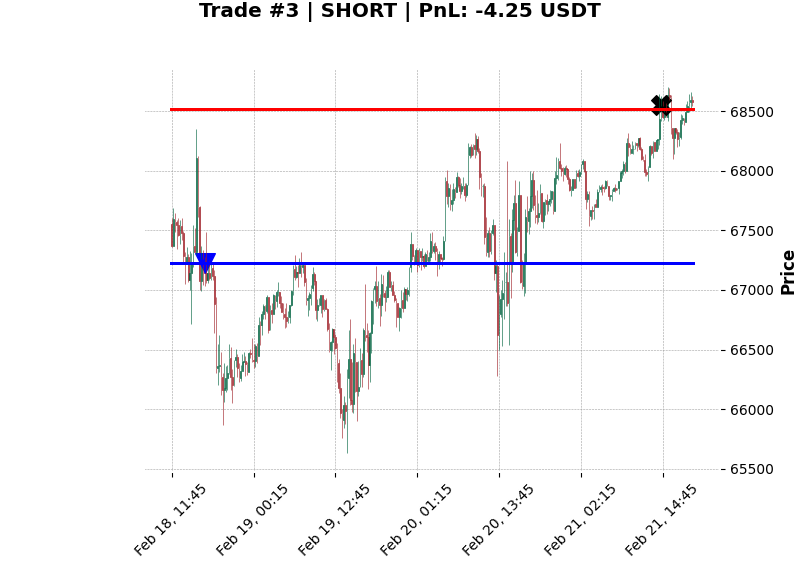 Trade #3 | SHORT | PnL: -4.25 USDT
68500
68000
67500
67000
66500
66000
65500
Price
Feb 18, 11:45
Feb 19, 00:15
Feb 19, 12:45
Feb 20, 01:15
Feb 20, 13:45
Feb 21, 02:15
Feb 21, 14:45